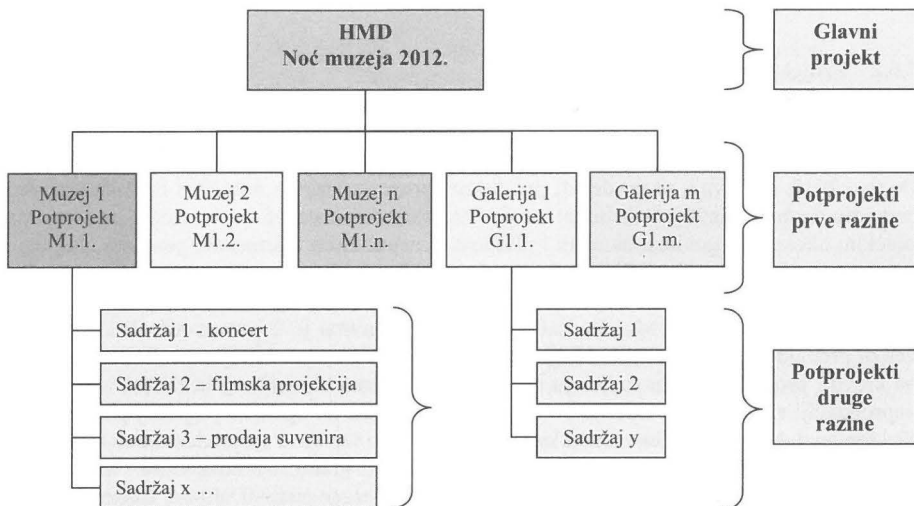 HMD
Noć muzeja 2012.
Glavni
projekt
Muzej 1
Potprojekt
M1.1.
Muzej 2
Potprojekt
M1.2.
Muzej n
Potprojekt
M1.n.
Galerija
Potprojekt
G1.1.
Galerija m
Potprojekt
G1.m.
Potprojekti
prve razine
Sadržaj 1 - koncert
Sadržaj 2 – filmska projekcija
Sadržaj 3 – prodaja suvenira
Sadržaj x ...
Sadržaj 1
Sadržaj 2
Sadržaj y
Potprojekti
druge
razine